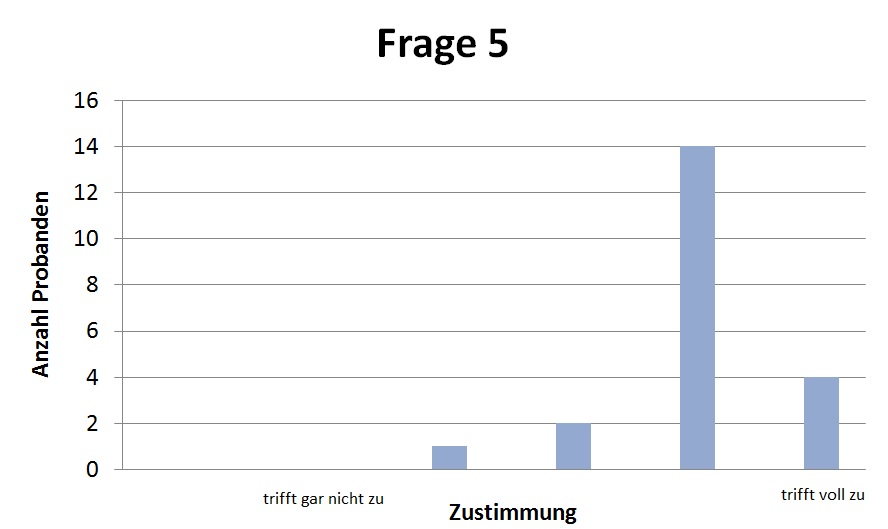 Frage 5
16
14
12
10
8
6
4
2
0
Anzahl Probanden
trifft gar nicht zu
trifft voll zu
Zustimmung